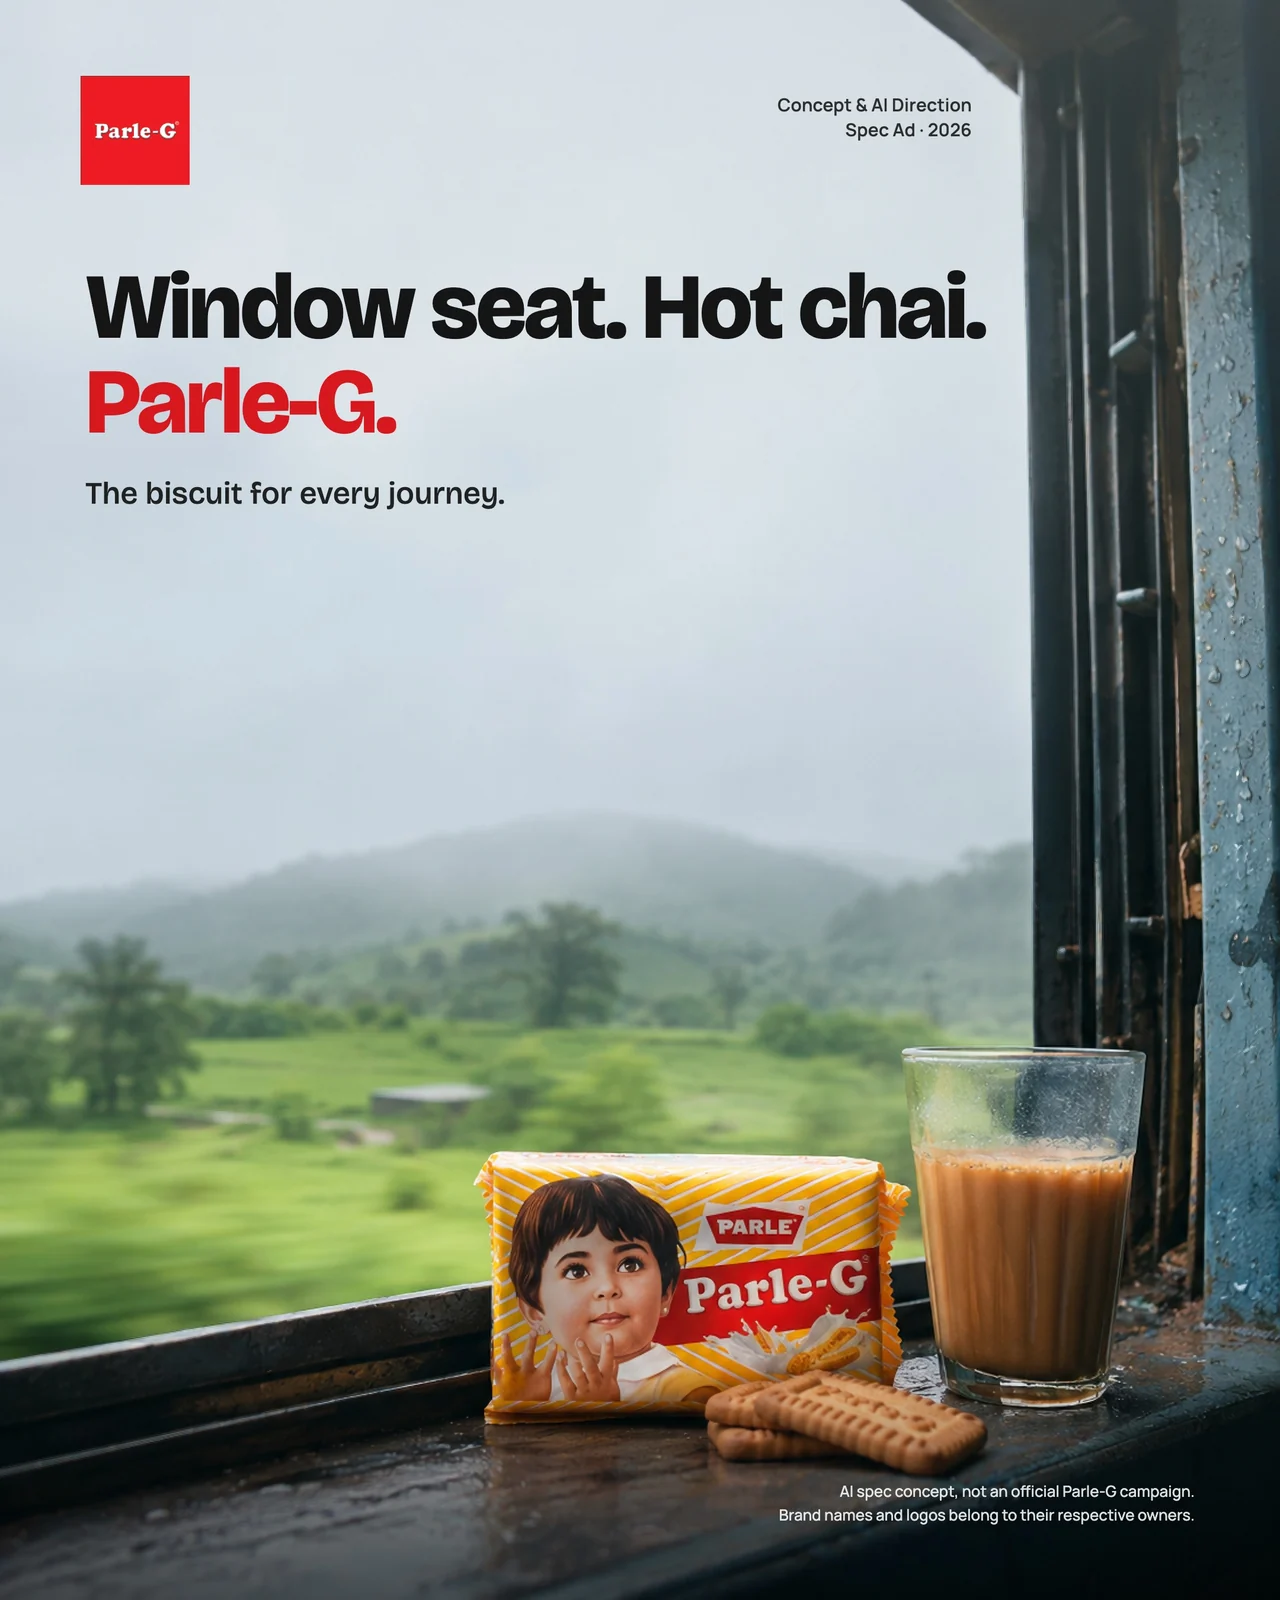 Parle-G
Concept & AI Direction
Spec Ad · 2026
Window seat. Hot chai.
Parle-G.
The biscuit for every journey.
PARLE
Parle-G
AI spec concept, not an official Parle-G campaign.
Brand names and logos belong to their respective owners.